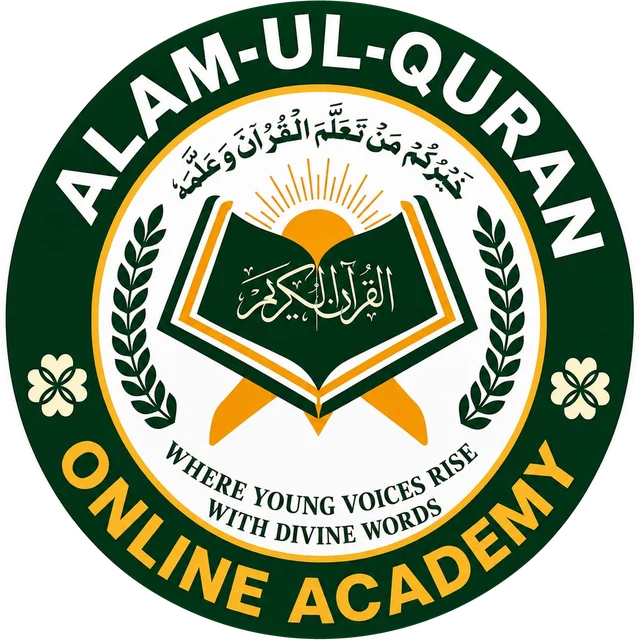 ALAM-UL-QURAN
خَيْرُكُمْ مَنْ تَعَلَّمَ الْقُرْآنَ وَعَلَّمَهُ
القرآن الكريم
WHERE YOUNG VOICES RISE
WITH DIVINE WORDS
ONLINE ACADEMY